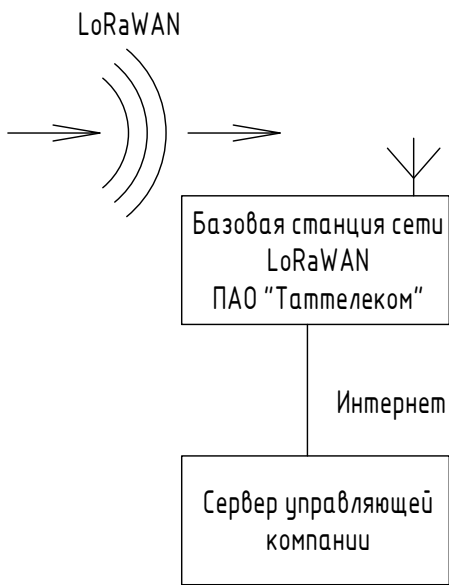 LoRaWAN
Базовая станция сети
LoRaWAN
ПАО "Таттелеком"
Интернет
Сервер управляющей
компании